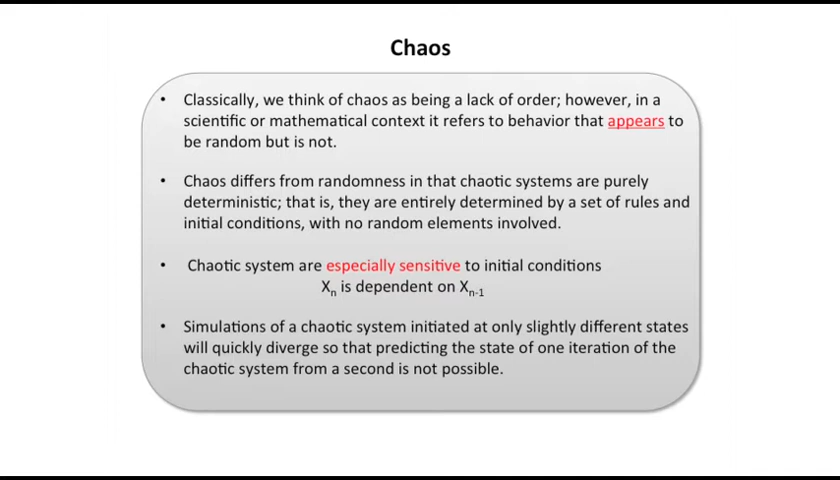 Chaos
• Classically, we think of chaos as being a lack of order; however, in a
scientific or mathematical context it refers to behavior that appears to
be random but is not.
• Chaos differs from randomness in that chaotic systems are purely
deterministic; that is, they are entirely determined by a set of rules and
initial conditions, with no random elements involved.
• Chaotic system are especially sensitive to initial conditions
Xn is dependent on Xn-1
• Simulations of a chaotic system initiated at only slightly different states
will quickly diverge so that predicting the state of one iteration of the
chaotic system from a second is not possible.